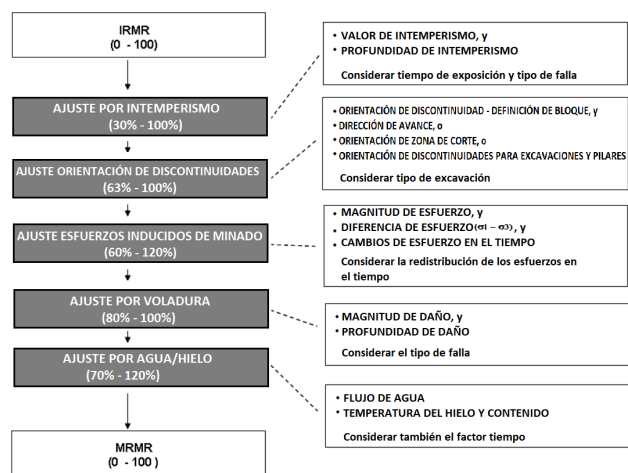 IRMR
(0 - 100)
• VALOR DE INTEMPERISMO, y
• PROFUNDIDAD DE INTEMPERISMO
Considerar tiempo de exposición y tipo de falla
AJUSTE POR INTEMPERISMO
(30% - 100%)
• ORIENTACIÓN DE DISCONTINUIDAD - DEFINICIÓN DE BLOQUE, y
• DIRECCIÓN DE AVANCE, o
• ORIENTACIÓN DE ZONA DE CORTE, o
• ORIENTACIÓN DE DISCONTINUIDADES PARA EXCAVACIONES Y PILARES
Considerar tipo de excavación
AJUSTE ORIENTACIÓN DE DISCONTINUIDADES
(63% - 100%)
• MAGNITUD DE ESFUERZO, y
• DIFERENCIA DE ESFUERZO(σ1 – σ3) , y
• CAMBIOS DE ESFUERZO EN EL TIEMPO
Considerar la redistribución de los esfuerzos en
el tiempo
AJUSTE ESFUERZOS INDUCIDOS DE MINADO
(60% - 120%)
AJUSTE POR VOLADURA
(80% - 100%)
• MAGNITUD DE DAÑO, y
• PROFUNDIDAD DE DAÑO
Considerar el tipo de falla
AJUSTE POR AGUA/HIELO
(70% - 120%)
• FLUJO DE AGUA
• TEMPERATURA DEL HIELO Y CONTENIDO
Considerar también el factor tiempo
MRMR
(0 - 100 )